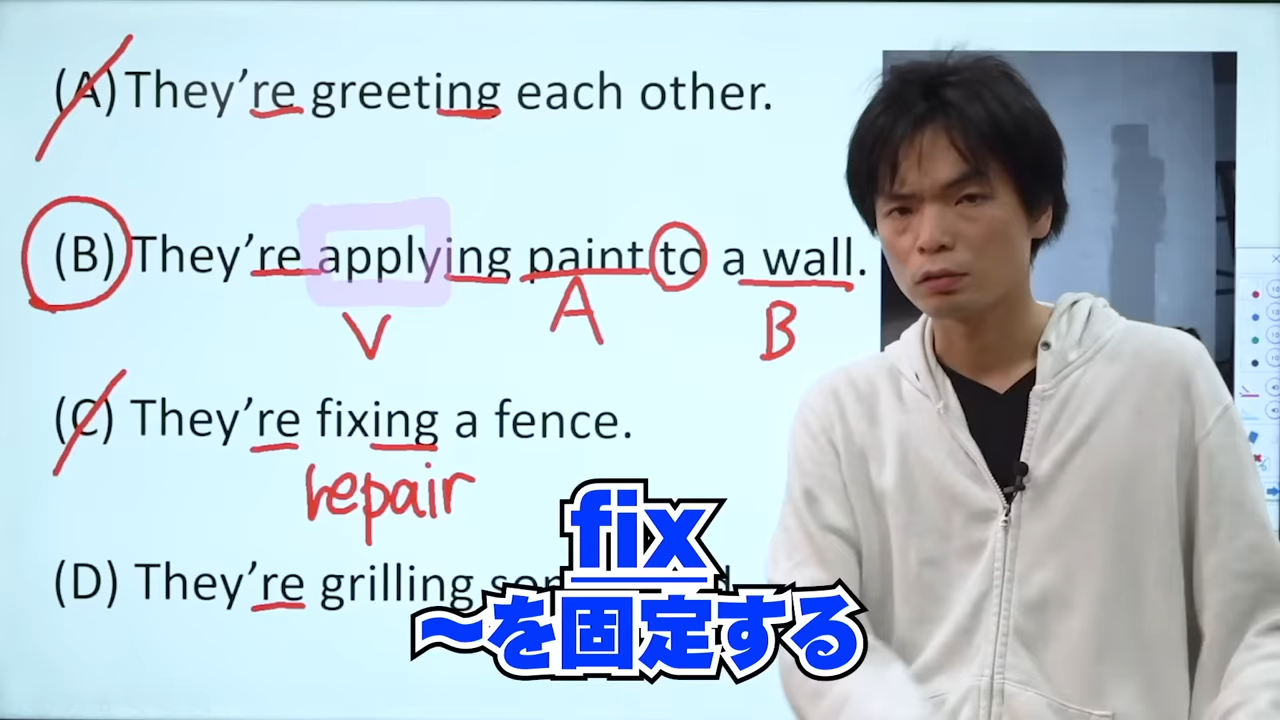 (A) They're greeting each other.
(B) They're applying paint to a wall.
V A B
(C) They're fixing a fence.
repair
(D) They're grilling
fix
~を固定する